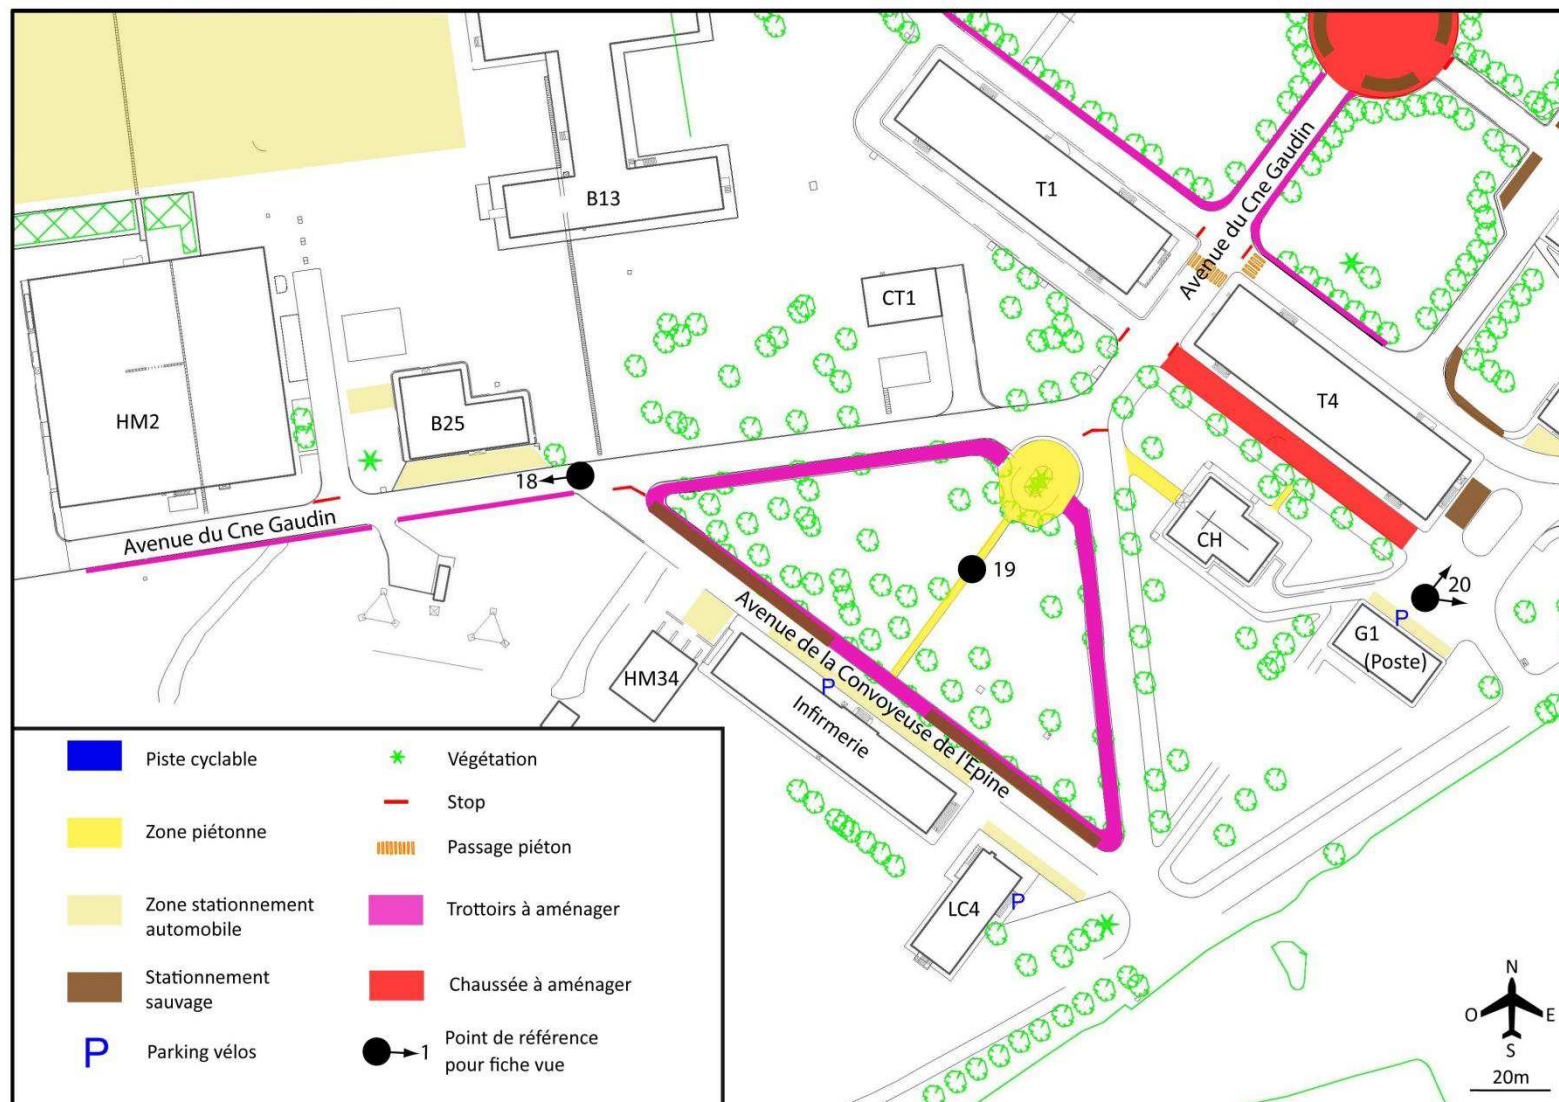 B13
T1
Avenue du Cne Gaudin
CT1
HM2
B25
T4
18
Avenue du Cne Gaudin
CH
19
20
P
G1
(Poste)
Avenue de la Convoyeuse de l'Epine
HM34
P
Infirmerie
LC4
P
Piste cyclable
Végétation
Stop
Zone piétonne
Passage piéton
Zone stationnement
automobile
Trottoirs à aménager
Stationnement
sauvage
Chaussée à aménager
P
Parking vélos
1
Point de référence
pour fiche vue
N
O
E
S
20m